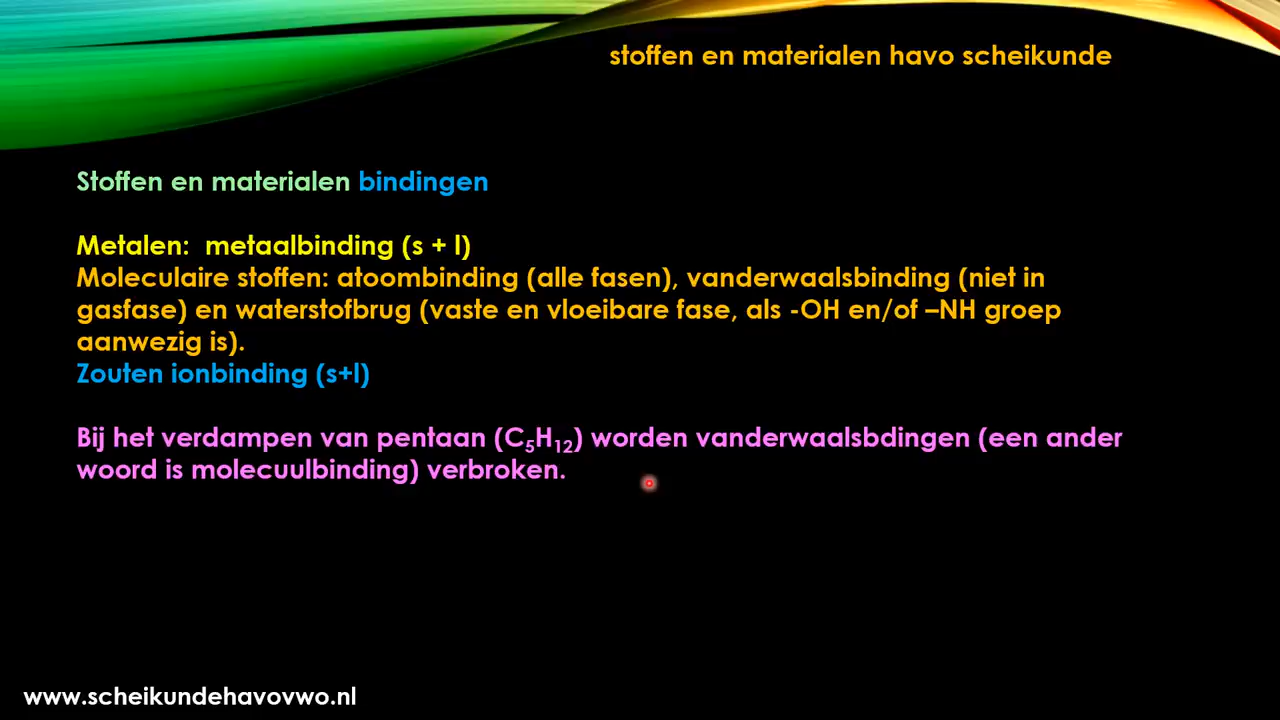 stoffen en materialen havo scheikunde
Stoffen en materialen bindingen
Metalen: metaalbinding (s + l)
Moleculaire stoffen: atoombinding (alle fasen), vanderwaalsbinding (niet in
gasfase) en waterstofbrug (vaste en vloeibare fase, als -OH en/of –NH groep
aanwezig is).
Zouten ionbinding (s+l)
Bij het verdampen van pentaan (C₅H₁₂) worden vanderwaalsbdingen (een ander
woord is molecuulbinding) verbroken.
www.scheikundehavovwo.nl